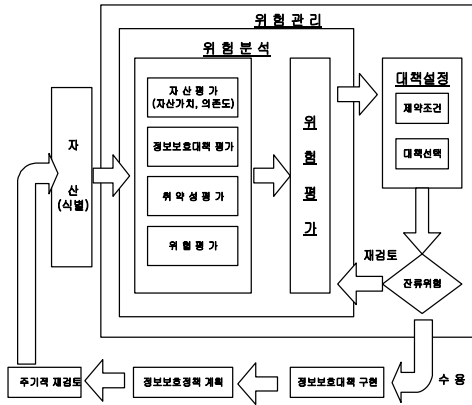 위 험 관 리
위 험 분 석
자 산 평 가
(자산가치, 의존도)
정보보호대책 평가
취 약 성 평 가
위 협 평 가
위
험
평
가
자
산
(식별)
대책설정
제약조건
대책선택
재검토
잔류위험
수 용
주기적 재검토
정보보호정책 계획
정보보호대책 구현